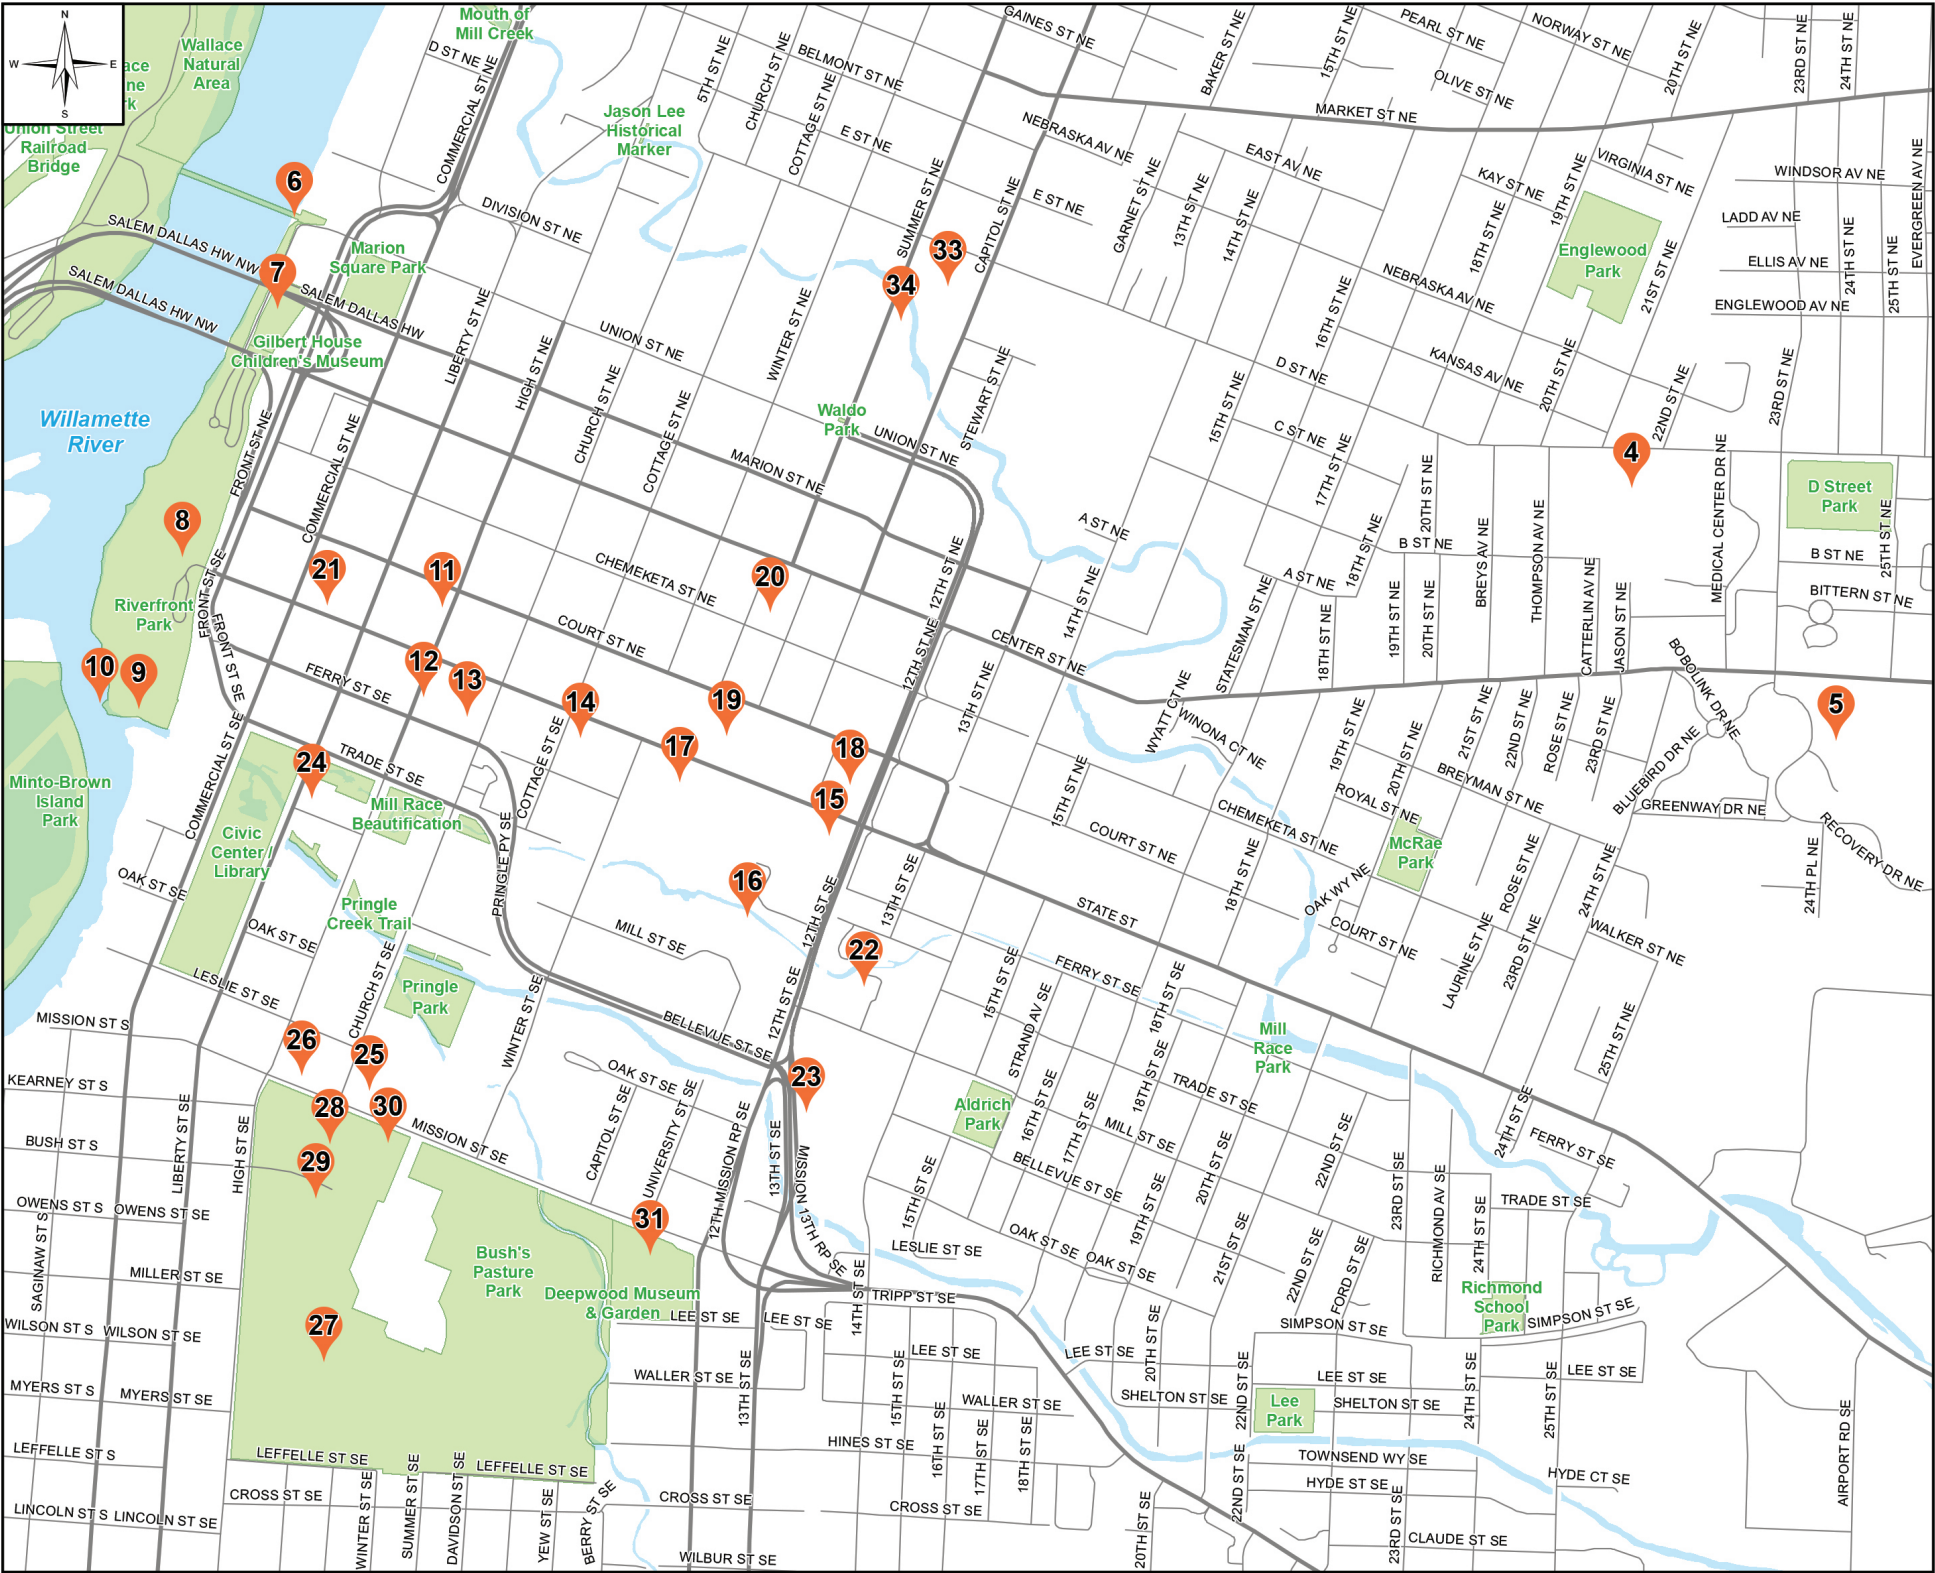 N
W
E
S
Wallace
Natural
Area
ace
ne
rk
Union Street
Railroad
Bridge
Mouth of
Mill Creek
D ST NE
COMMERCIAL ST NE
Jason Lee
Historical
Marker
5TH ST NE
CHURCH ST NE
BELMONT ST NE
COTTAGE ST NE
E ST NE
GAINES ST NE
NEBRASKA AV NE
E ST NE
SUMMER ST NE
CAPITOL ST NE
BAKER ST NE
15TH ST NE
PEARL ST NE
OLIVE ST NE
NORWAY ST NE
20TH ST NE
23RD ST NE
24TH ST NE
MARKET ST NE
EAST AV NE
GARNET ST NE
13TH ST NE
14TH ST NE
KAY ST NE
19TH ST NE
VIRGINIA ST NE
18TH ST NE
WINDSOR AV NE
LADD AV NE
ELLIS AV NE
ENGLEWOOD AV NE
24TH ST NE
25TH ST NE
EVERGREEN AV NE
Englewood
Park
21ST ST NE
6
SALEM DALLAS HW NW
SALEM DALLAS HW NW
7
SALEM DALLAS HW
Marion
Square Park
DIVISION ST NE
Gilbert House
Children's Museum
LIBERTY ST NE
HIGH ST NE
UNION ST NE
CHURCH ST NE
COTTAGE ST NE
WINTER ST NE
33
34
Waldo
Park
UNION ST NE
STEWART ST NE
MARION ST NE
NEBRASKA AV NE
KANSAS AV NE
16TH ST NE
D ST NE
15TH ST NE
C ST NE
17TH ST NE
20TH ST NE
22ND ST NE
23RD ST NE
4
D Street
Park
25TH ST NE
B ST NE
BITTERN ST NE
Willamette
River
FRONT ST NE
COMMERCIAL ST NE
8
Riverfront
Park
FRONT ST SE
FRONT ST SE
10
9
21
11
12
13
14
CHEMEKETA ST NE
20
COURT ST NE
FERRY ST SE
19
17
18
15
12TH ST NE
12TH ST NE
CENTER ST NE
13TH ST NE
14TH ST NE
A ST NE
A ST NE
18TH ST NE
B ST NE
20TH ST NE
BREYS AV NE
THOMPSON AV NE
CATTERLIN AV NE
JASON ST NE
MEDICAL CENTER DR NE
STATESMAN ST NE
18TH ST NE
19TH ST NE
20TH ST NE
WYATT CT NE
WINONA CT NE
19TH ST NE
20TH ST NE
21ST ST NE
22ND ST NE
ROSE ST NE
23RD ST NE
BOBOLINK DR NE
BLUEBIRD DR NE
GREENWAY DR NE
5
RECOVERY DR NE
24TH PL NE
BREYMAN ST NE
ROYAL ST NE
McRae
Park
OAK WY NE
COURT ST NE
CHEMEKETA ST NE
COURT ST NE
15TH ST NE
18TH ST NE
LAURINE ST NE
ROSE ST NE
23RD ST NE
24TH ST NE
WALKER ST NE
25TH ST NE
Minto-Brown
Island
Park
COMMERCIAL ST SE
24
TRADE ST SE
Mill Race
Beautification
Civic
Center /
Library
COTTAGE ST SE
PRINGLE PY SE
OAK ST SE
OAK ST SE
Pringle
Creek Trail
Pringle
Park
LESLIE ST SE
CHURCH ST SE
16
MILL ST SE
12TH ST SE
13TH ST SE
22
STATE ST
FERRY ST SE
15TH ST SE
STRAND AV SE
18TH ST SE
18TH ST SE
Mill
Race
Park
TRADE ST SE
12TH ST SE
BELLEVUE ST SE
WINTER ST SE
MISSION ST S
KEARNEY ST S
BUSH ST S
OWENS ST S
OWENS ST SE
SAGINAW ST S
LIBERTY ST SE
HIGH ST SE
26
25
28
30
29
MISSION ST SE
OAK ST SE
CAPITOL ST SE
UNIVERSITY ST SE
23
12TH MISSION RP SE
13TH ST SE
MISSION 13TH RP SE
31
Aldrich
Park
16TH ST SE
17TH ST SE
MILL ST SE
BELLEVUE ST SE
15TH ST SE
19TH ST SE
20TH ST SE
22ND ST SE
21ST ST SE
OAK ST SE
OAK ST SE
LESLIE ST SE
24TH ST SE
FERRY ST SE
TRADE ST SE
23RD ST SE
RICHMOND AV SE
24TH ST SE
22ND ST SE
FORD ST SE
Richmond
School
Park
SIMPSON ST SE
SIMPSON ST SE
MILLER ST SE
WILSON ST S
WILSON ST SE
MYERS ST S
MYERS ST SE
LEFFELLE ST S
LINCOLN ST S
LINCOLN ST SE
27
Bush's
Pasture
Park
Deepwood Museum
& Garden
LEE ST SE
LEE ST SE
14TH ST SE
TRIPP ST SE
LEE ST SE
LEE ST SE
20TH ST SE
WALLER ST SE
13TH ST SE
15TH ST SE
WALLER ST SE
SHELTON ST SE
22ND ST SE
Lee
Park
LEE ST SE
SHELTON ST SE
24TH ST SE
25TH ST SE
LEE ST SE
HINES ST SE
16TH ST SE
17TH ST SE
18TH ST SE
TOWNSEND WY SE
HYDE ST SE
HYDE CT SE
AIRPORT RD SE
LEFFELLE ST SE
LEFFELLE ST SE
CROSS ST SE
WINTER ST SE
SUMMER ST SE
DAVIDSON ST SE
YEW ST SE
BERRY ST SE
CROSS ST SE
CROSS ST SE
WILBUR ST SE
20TH ST SE
22ND ST SE
23RD ST SE
CLAUDE ST SE